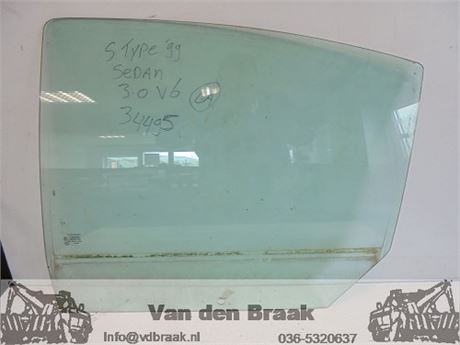 S TYPE '99
SEDAN
3.0 V6
34495
Van den Braak
Info@vdbraak.nl
036-5320637